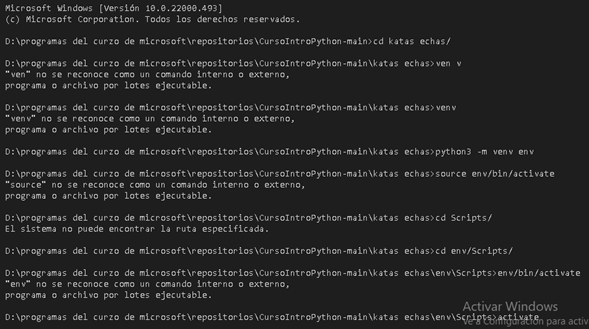 Microsoft Windows [Versión 10.0.22000.493]
(c) Microsoft Corporation. Todos los derechos reservados.
D:\programas del curzo de microsoft\repositorios\CursoIntroPython-main>cd katas echas/
D:\programas del curzo de microsoft\repositorios\CursoIntroPython-main\katas echas>ven v
"ven" no se reconoce como un comando interno o externo,
programa o archivo por lotes ejecutable.
D:\programas del curzo de microsoft\repositorios\CursoIntroPython-main\katas echas>venv
"venv" no se reconoce como un comando interno o externo,
programa o archivo por lotes ejecutable.
D:\programas del curzo de microsoft\repositorios\CursoIntroPython-main\katas echas>python3 -m venv env
D:\programas del curzo de microsoft\repositorios\CursoIntroPython-main\katas echas>source env/bin/activate
"source" no se reconoce como un comando interno o externo,
programa o archivo por lotes ejecutable.
D:\programas del curzo de microsoft\repositorios\CursoIntroPython-main\katas echas>cd Scripts/
El sistema no puede encontrar la ruta especificada.
D:\programas del curzo de microsoft\repositorios\CursoIntroPython-main\katas echas>cd env/Scripts/
D:\programas del curzo de microsoft\repositorios\CursoIntroPython-main\katas echas\env\Scripts>env/bin/activate
"env" no se reconoce como un comando interno o externo,
programa o archivo por lotes ejecutable.
Activar Windows
D:\programas del curzo de microsoft\repositorios\CursoIntroPython-main\katas echas\env\Scripts>activate
Ve a Configuración para activ